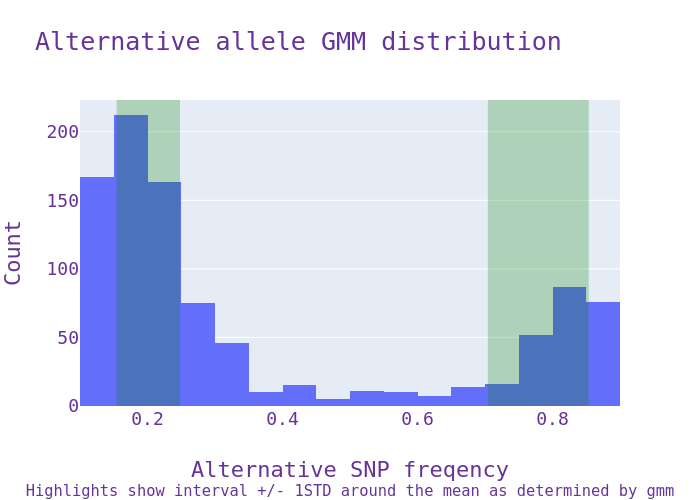 Alternative allele GMM distribution
200
150
100
50
0
Count
0.2
0.4
0.6
0.8
Alternative SNP freqency
Highlights show interval +/- 1STD around the mean as determined by gmm